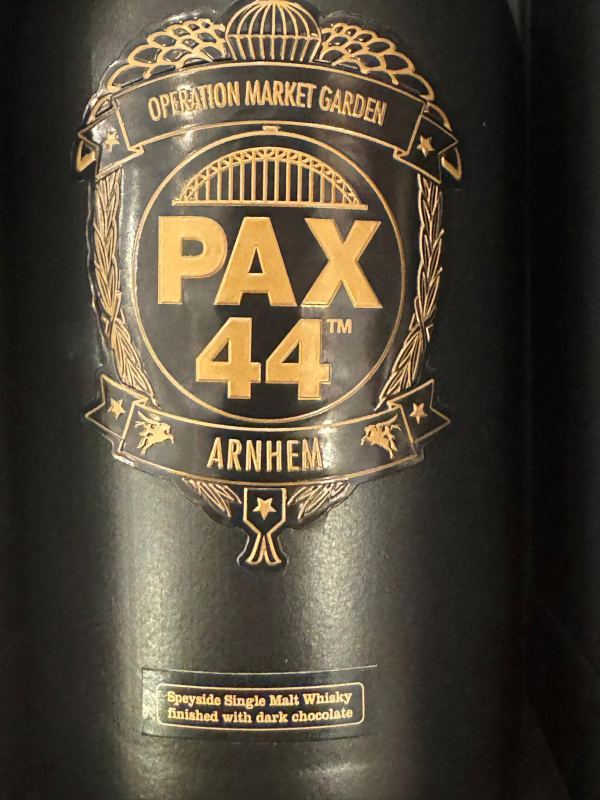 OPERATION MARKET GARDEN
PAX
44™
ARNHEM
Speyside Single Malt Whisky
finished with dark chocolate